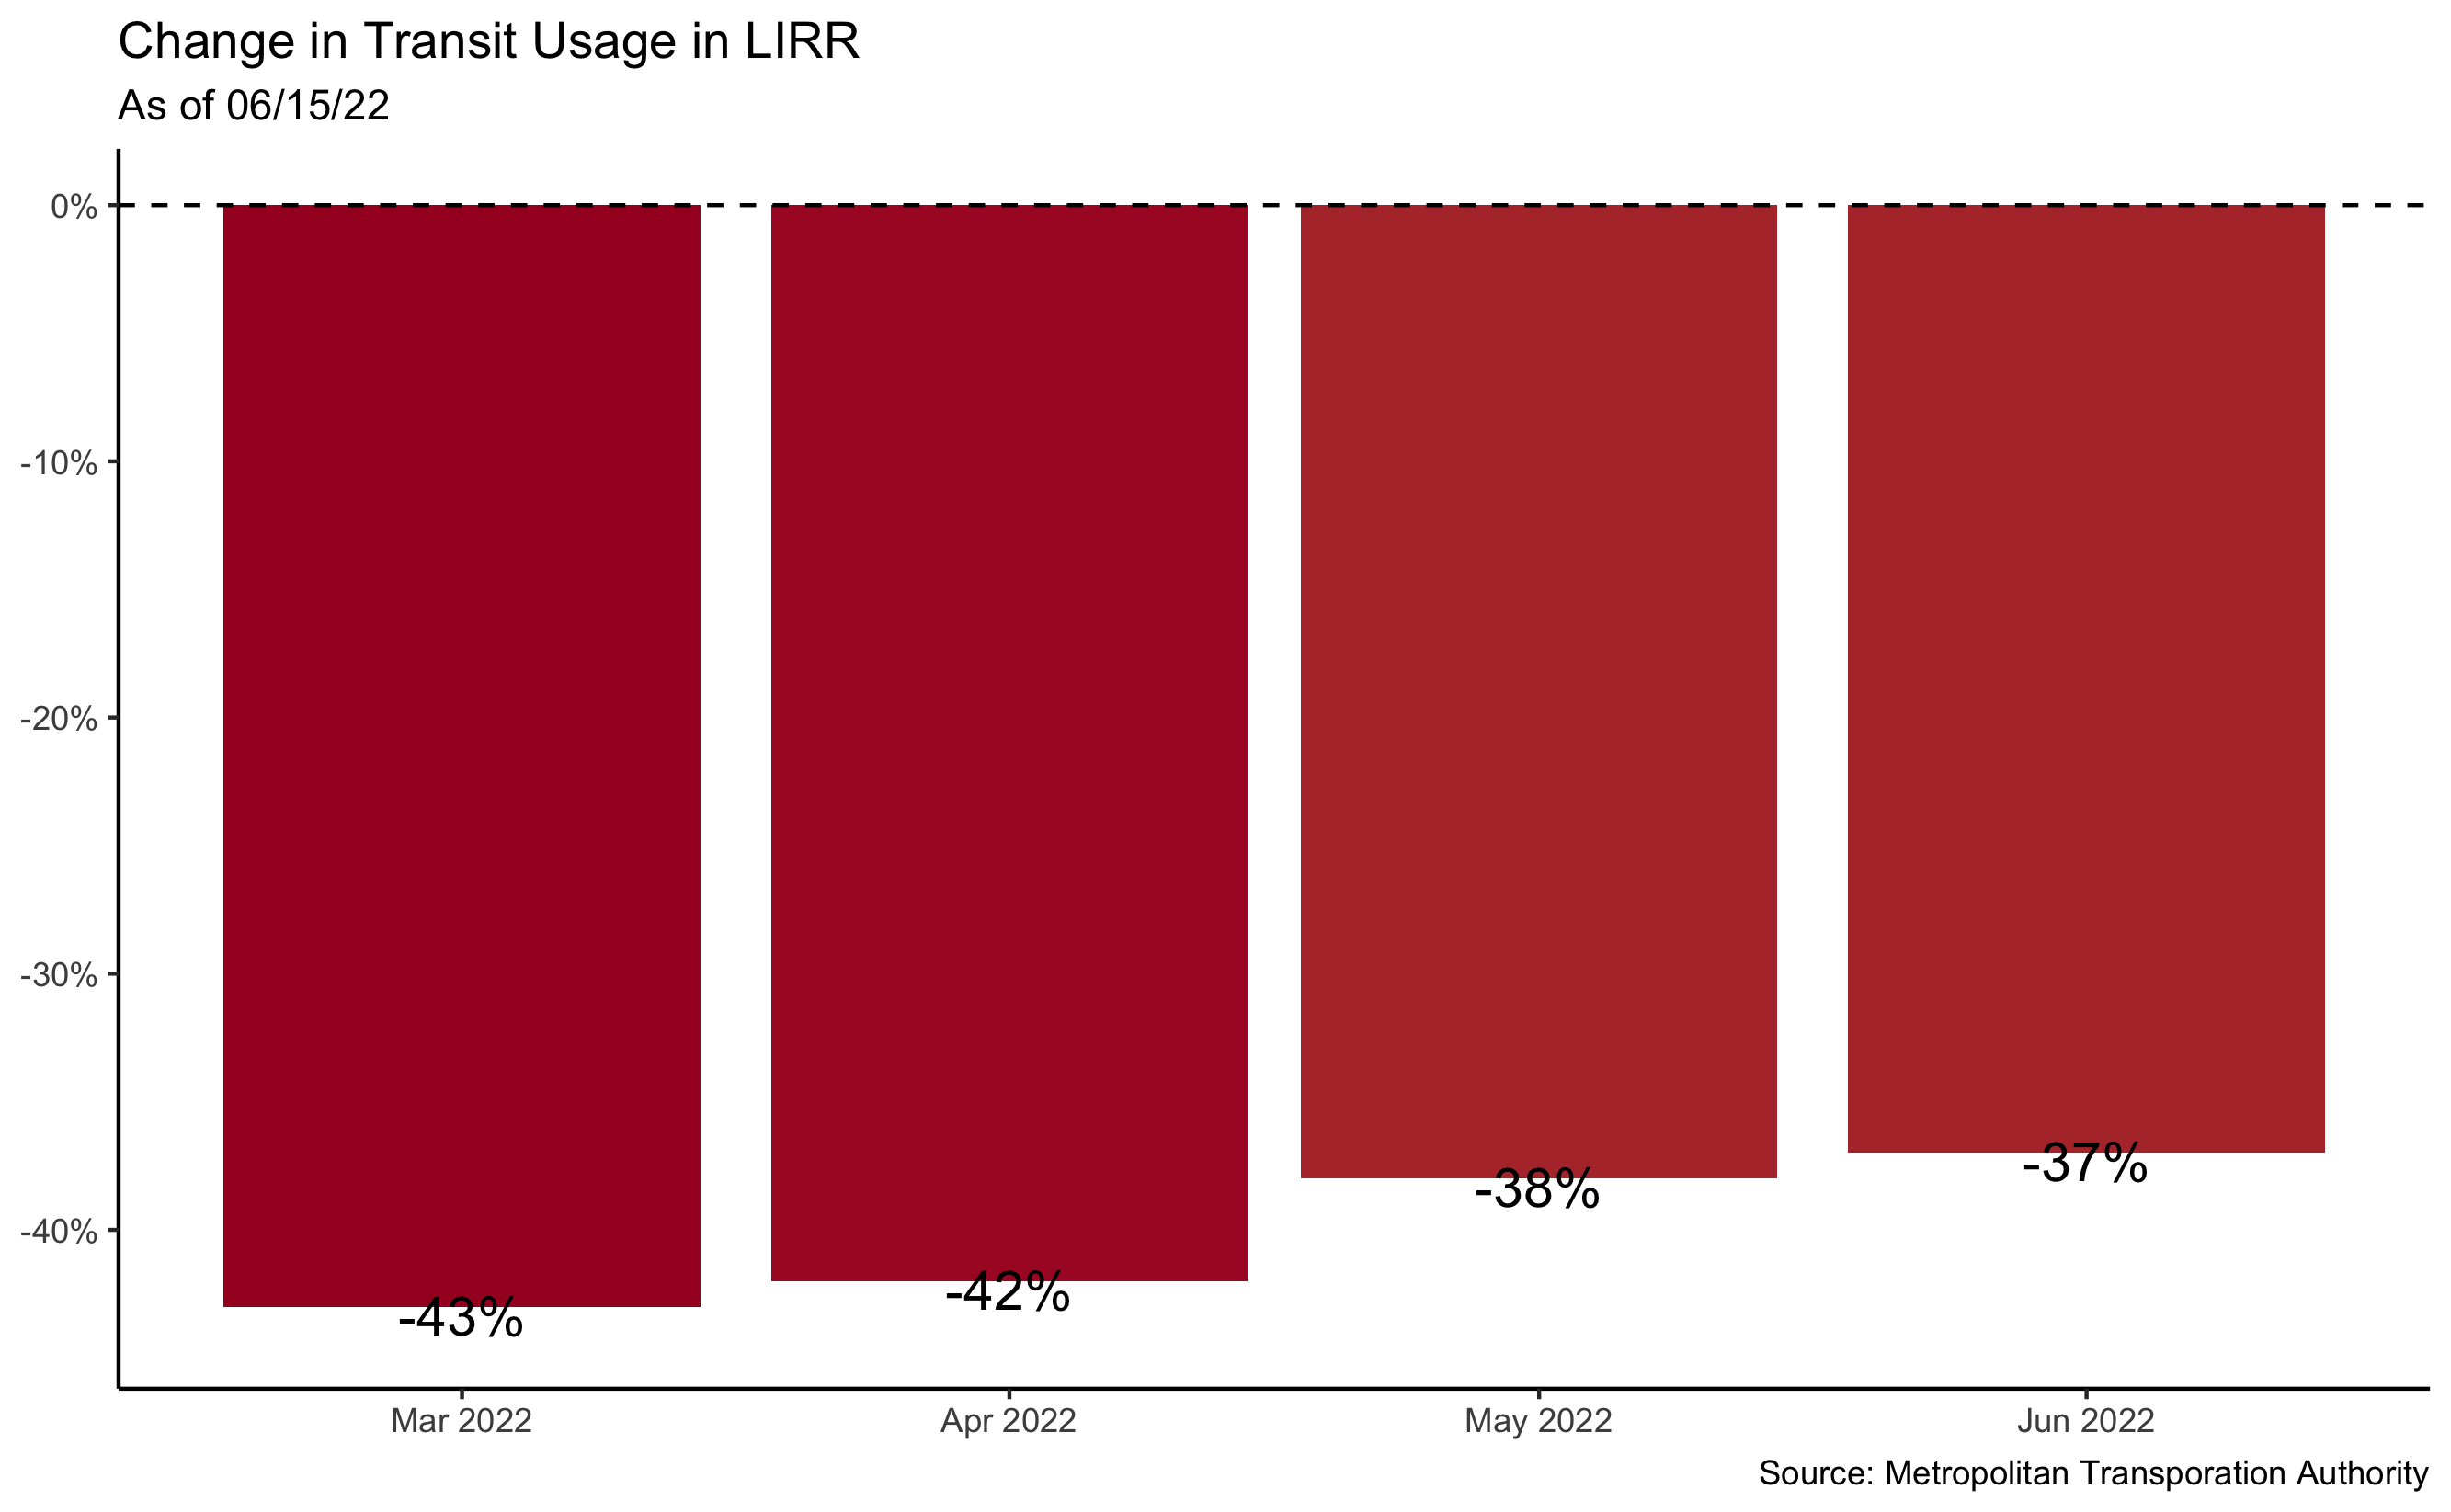 Change in Transit Usage in LIRR
As of 06/15/22
0%
-10%
-20%
-30%
-40%
-43%
-42%
-38%
-37%
Mar 2022
Apr 2022
May 2022
Jun 2022
Source: Metropolitan Transporation Authority